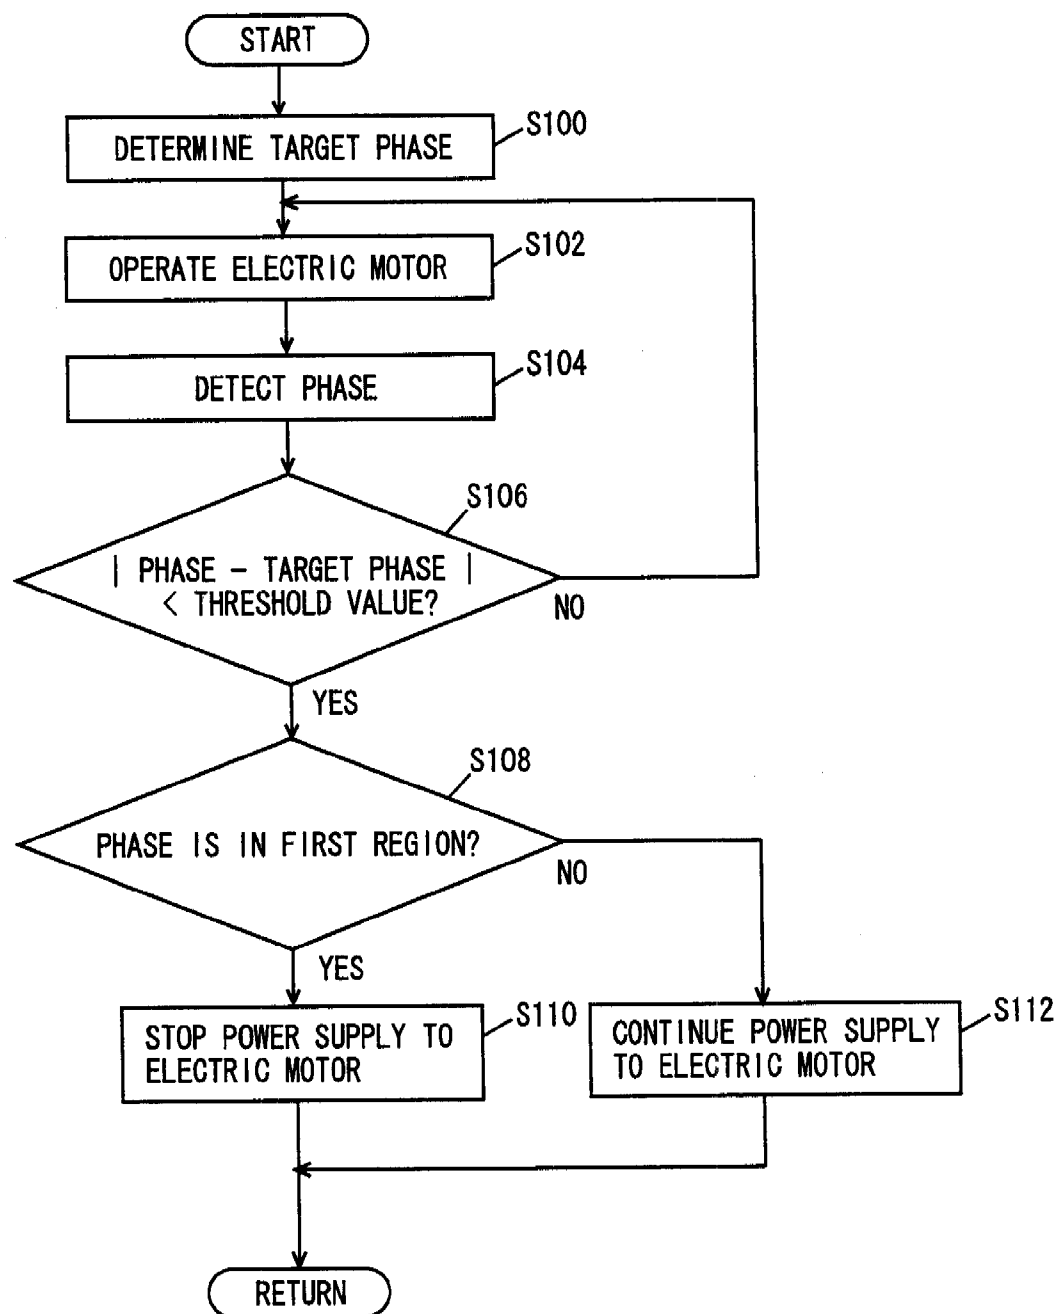 START
S100
DETERMINE TARGET PHASE
S102
OPERATE ELECTRIC MOTOR
S104
DETECT PHASE
S106
| PHASE - TARGET PHASE |
< THRESHOLD VALUE?
NO
YES
S108
PHASE IS IN FIRST REGION?
NO
YES
S110
STOP POWER SUPPLY TO
ELECTRIC MOTOR
S112
CONTINUE POWER SUPPLY
TO ELECTRIC MOTOR
RETURN